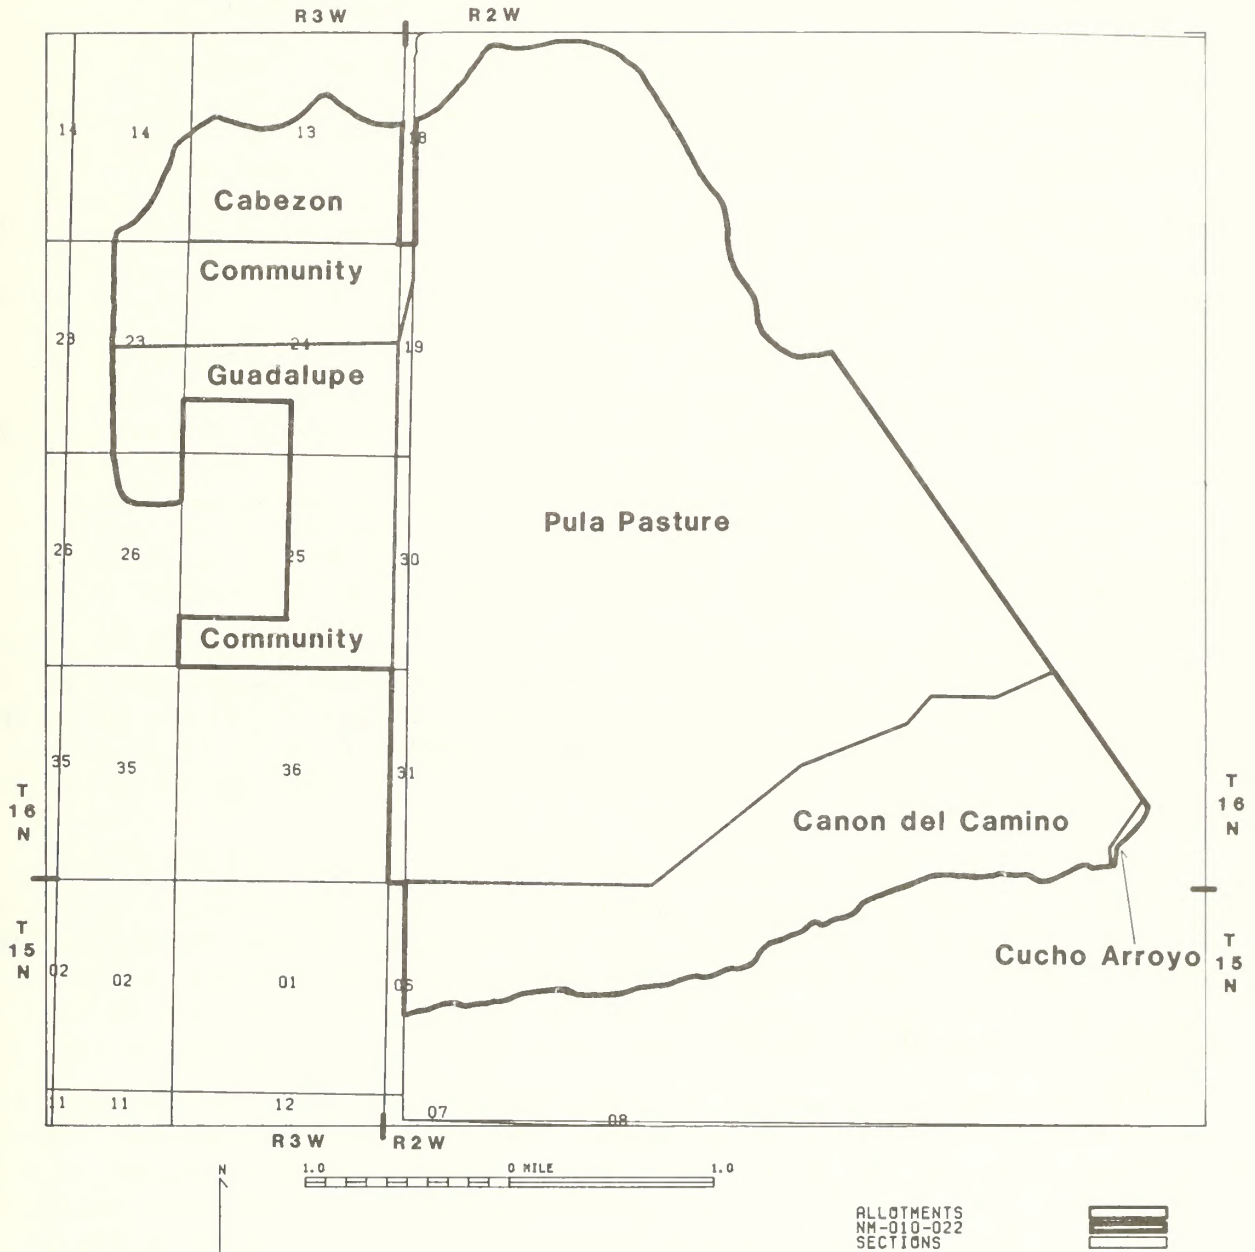 R3W R2W
14 14 13 18
Cabezon
Community
23 23 24 19
Guadalupe
Pula Pasture
26 26 25 30
Community
35 35 36 31
T
16
N
T
16
N
Canon del Camino
T
15
N
T
15
N
Cucho Arroyo
02 02 01 06
11 11 12 07 08
R3W R2W
N
1.0 0 MILE 1.0
ALLOTMENTS
NM-010-022
SECTIONS